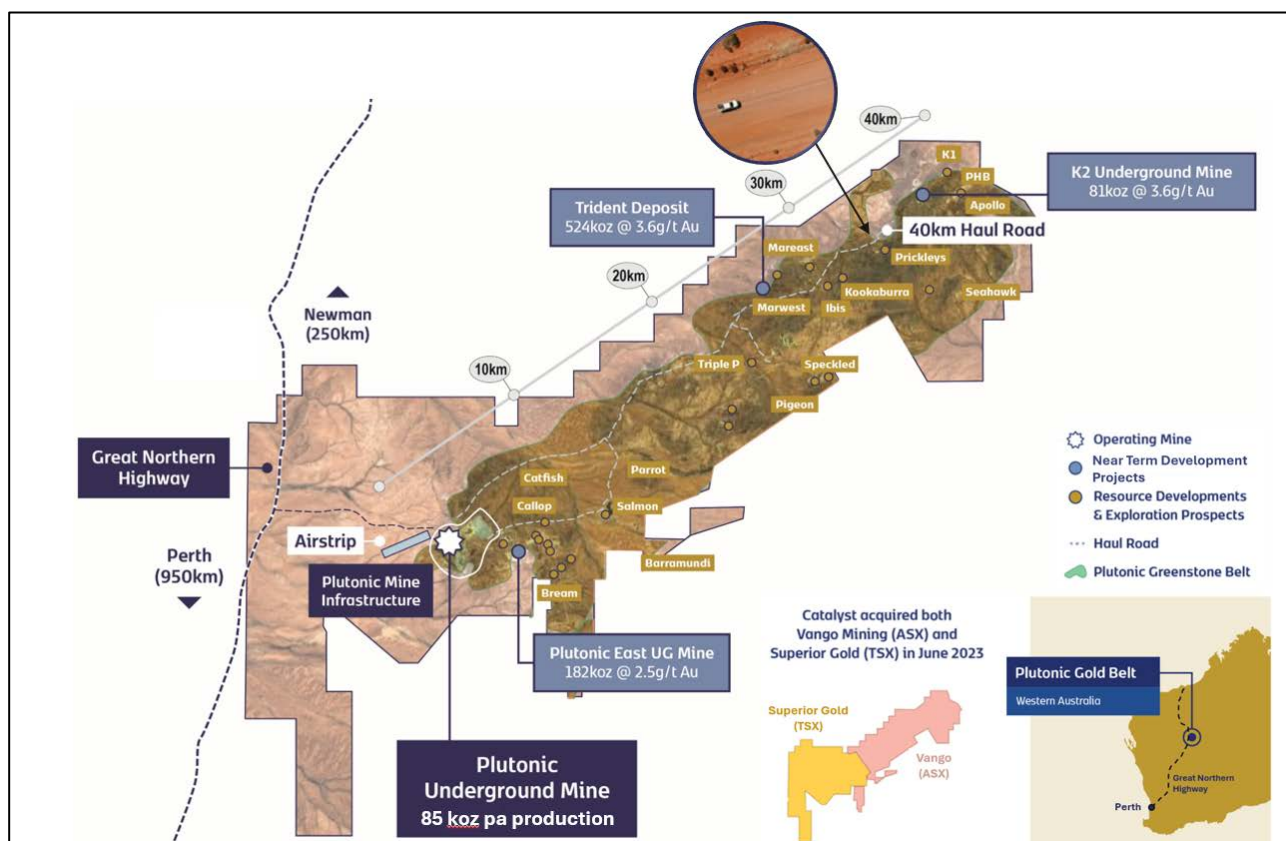 40km
30km
20km
10km
K1
PHB
Apollo
K2 Underground Mine
81koz @ 3.6g/t Au
Trident Deposit
524koz @ 3.6g/t Au
40km Haul Road
Mareast
Prickleys
Marwest
Ibis
Kookaburra
Seahawk
Newman
(250km)
Triple P
Speckled
Pigeon
Great Northern
Highway
Catfish
Parrot
Callop
Salmon
Airstrip
Barramundi
Perth
(950km)
Plutonic Mine
Infrastructure
Bream
Plutonic East UG Mine
182koz @ 2.5g/t Au
Plutonic
Underground Mine
85 koz pa production
Operating Mine
Near Term Development
Projects
Resource Developments
& Exploration Prospects
Haul Road
Plutonic Greenstone Belt
Catalyst acquired both
Vango Mining (ASX) and
Superior Gold (TSX) in June 2023
Superior Gold
(TSX)
Vango
(ASX)
Plutonic Gold Belt
Western Australia
Great Northern
Highway
Perth